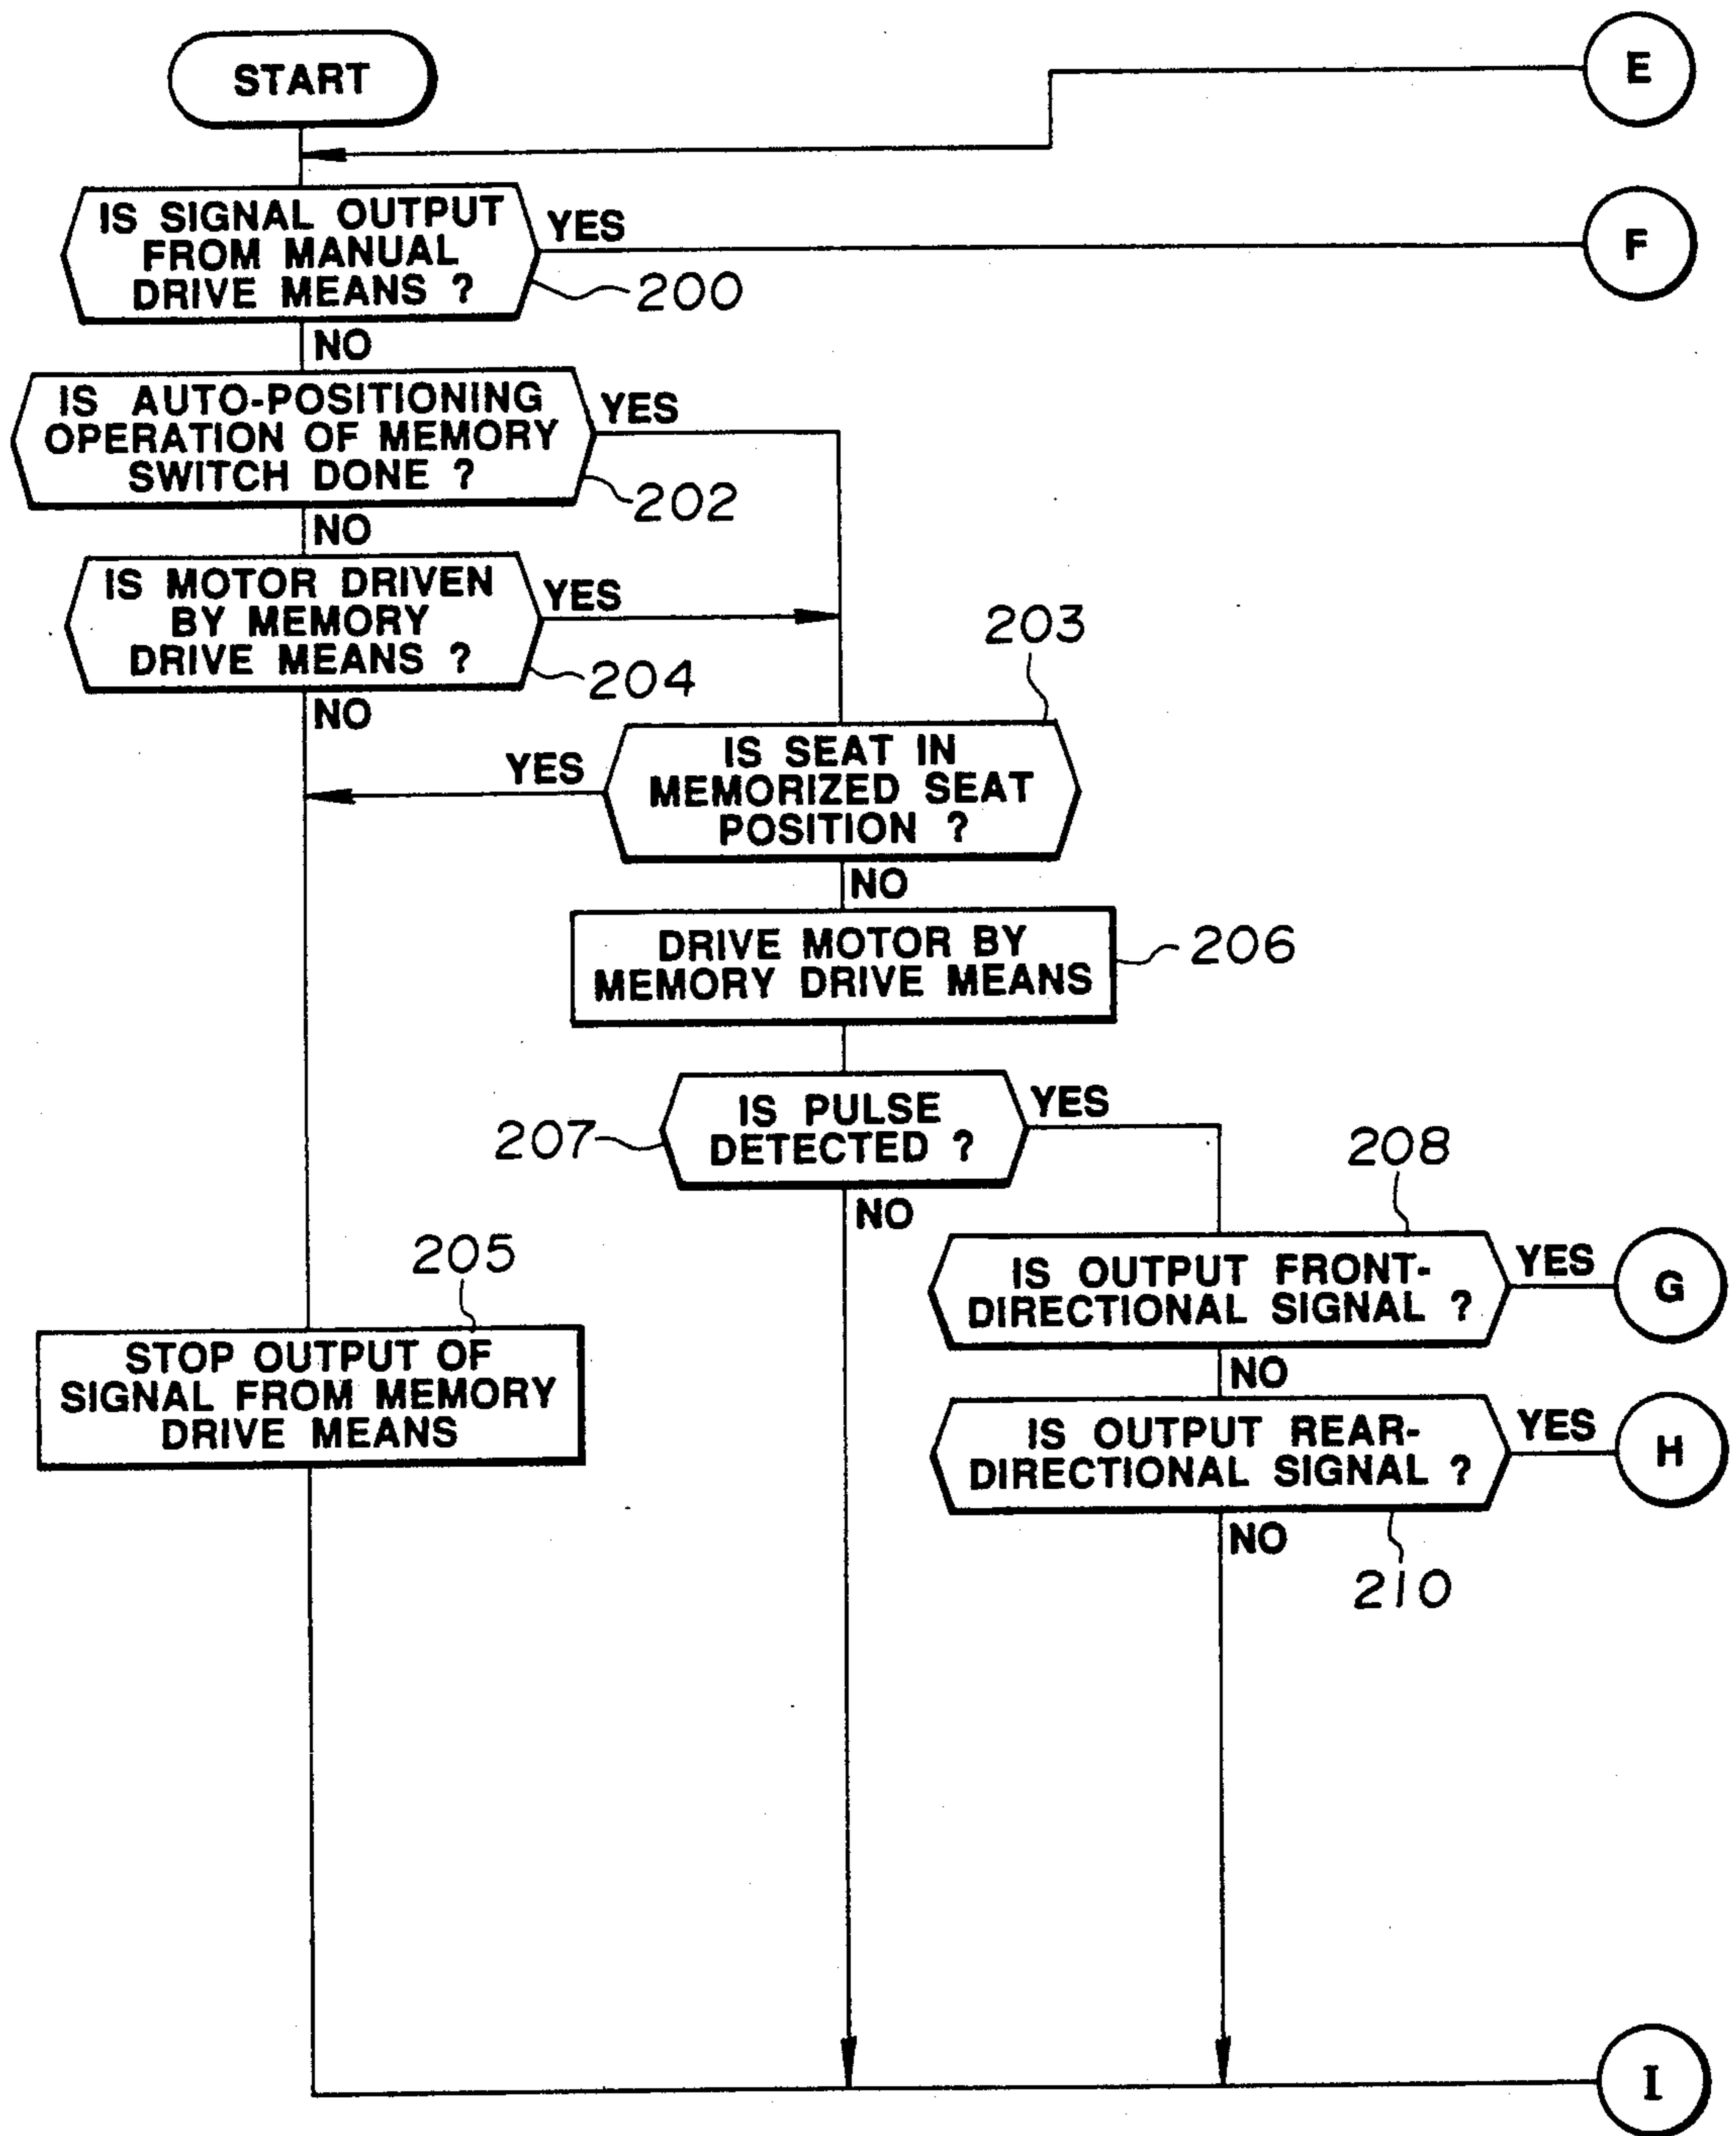 START
E
IS SIGNAL OUTPUT
FROM MANUAL
DRIVE MEANS ?
YES
F
200
NO
IS AUTO-POSITIONING
OPERATION OF MEMORY
SWITCH DONE ?
YES
202
NO
IS MOTOR DRIVEN
BY MEMORY
DRIVE MEANS ?
YES
204
NO
203
IS SEAT IN
MEMORIZED SEAT
POSITION ?
YES
NO
DRIVE MOTOR BY
MEMORY DRIVE MEANS
206
IS PULSE
DETECTED ?
YES
207
NO
208
IS OUTPUT FRONT-
DIRECTIONAL SIGNAL ?
YES
G
NO
205
STOP OUTPUT OF
SIGNAL FROM MEMORY
DRIVE MEANS
IS OUTPUT REAR-
DIRECTIONAL SIGNAL ?
YES
H
NO
210
I